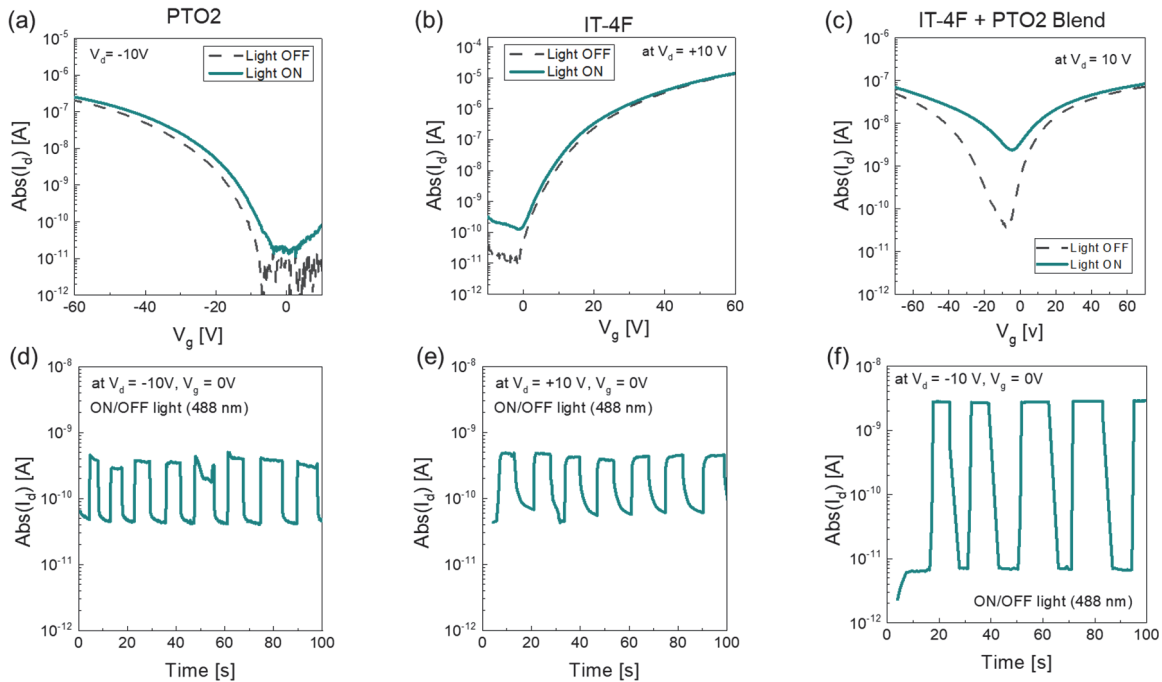 (a)
PTO2
V_d= -10V
Light OFF
Light ON
Abs(I_d) [A]
10^-5
10^-6
10^-7
10^-8
10^-9
10^-10
10^-11
10^-12
-60
-40
-20
0
V_g [V]
(b)
IT-4F
Light OFF
Light ON
at V_d = +10 V
Abs(I_d) [A]
10^-4
10^-5
10^-6
10^-7
10^-8
10^-9
10^-10
10^-11
10^-12
0
20
40
60
V_g [V]
(c)
IT-4F + PTO2 Blend
at V_d = 10 V
Light OFF
Light ON
Abs(I_d) [A]
10^-6
10^-7
10^-8
10^-9
10^-10
10^-11
10^-12
-60
-40
-20
0
20
40
60
V_g [v]
(d)
at V_d = -10V, V_g = 0V
ON/OFF light (488 nm)
Abs(I_d) [A]
10^-8
10^-9
10^-10
10^-11
10^-12
0
20
40
60
80
100
Time [s]
(e)
at V_d = +10 V, V_g = 0V
ON/OFF light (488 nm)
Abs(I_d) [A]
10^-8
10^-9
10^-10
10^-11
10^-12
0
20
40
60
80
100
Time [s]
(f)
at V_d = -10 V, V_g = 0V
ON/OFF light (488 nm)
Abs(I_d) [A]
10^-8
10^-9
10^-10
10^-11
10^-12
0
20
40
60
80
100
Time [s]